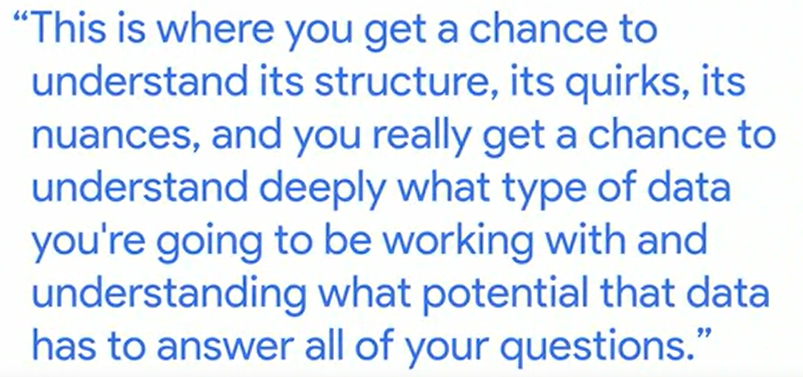 “This is where you get a chance to
understand its structure, its quirks, its
nuances, and you really get a chance to
understand deeply what type of data
you're going to be working with and
understanding what potential that data
has to answer all of your questions.”